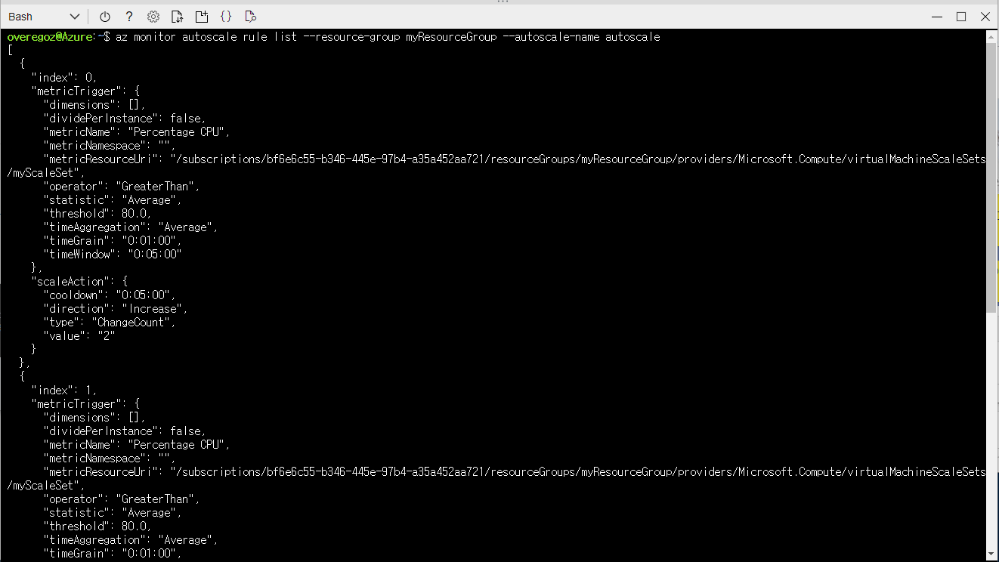 Bash
overegoz@Azure:~$ az monitor autoscale rule list --resource-group myResourceGroup --autoscale-name autoscale
[
  {
    "index": 0,
    "metricTrigger": {
      "dimensions": [],
      "dividePerInstance": false,
      "metricName": "Percentage CPU",
      "metricNamespace": "",
      "metricResourceUri": "/subscriptions/bf6e6c55-b346-445e-97b4-a35a452aa721/resourceGroups/myResourceGroup/providers/Microsoft.Compute/virtualMachineScaleSets
/myScaleSet",
      "operator": "GreaterThan",
      "statistic": "Average",
      "threshold": 80.0,
      "timeAggregation": "Average",
      "timeGrain": "0:01:00",
      "timeWindow": "0:05:00"
    },
    "scaleAction": {
      "cooldown": "0:05:00",
      "direction": "Increase",
      "type": "ChangeCount",
      "value": "2"
    }
  },
  {
    "index": 1,
    "metricTrigger": {
      "dimensions": [],
      "dividePerInstance": false,
      "metricName": "Percentage CPU",
      "metricNamespace": "",
      "metricResourceUri": "/subscriptions/bf6e6c55-b346-445e-97b4-a35a452aa721/resourceGroups/myResourceGroup/providers/Microsoft.Compute/virtualMachineScaleSets
/myScaleSet",
      "operator": "GreaterThan",
      "statistic": "Average",
      "threshold": 80.0,
      "timeAggregation": "Average",
      "timeGrain": "0:01:00",